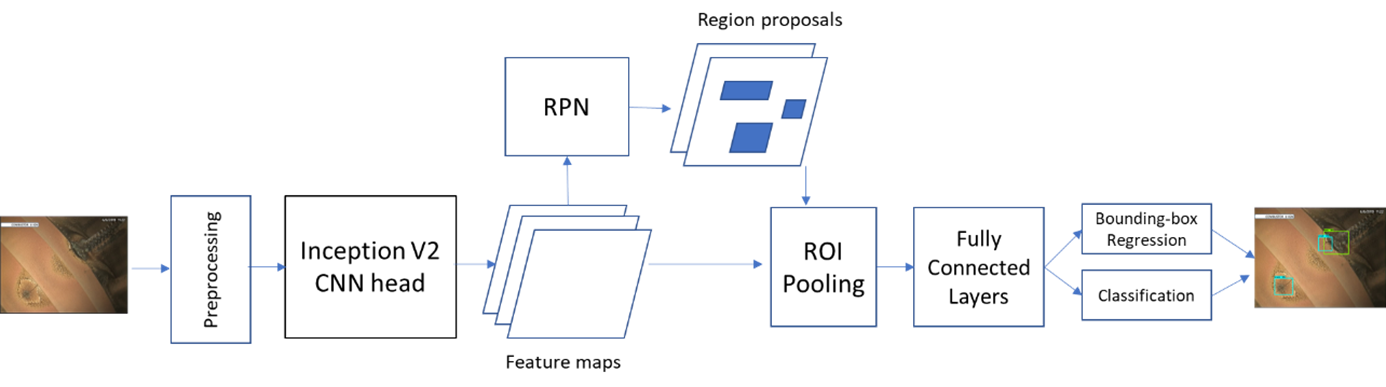 Region proposals
RPN
Preprocessing
Inception V2
CNN head
Feature maps
ROI
Pooling
Fully
Connected
Layers
Bounding-box
Regression
Classification